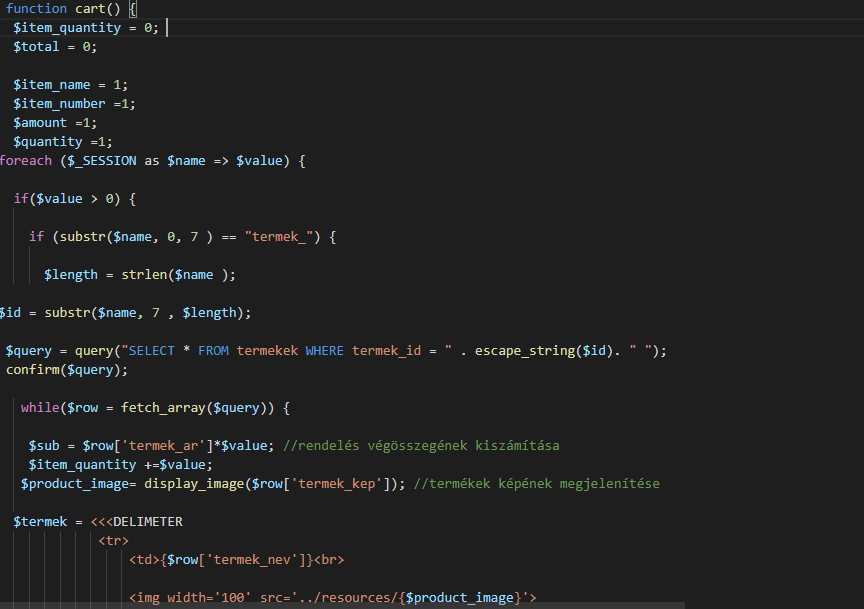 function cart() {
$item_quantity = 0;
$total = 0;
$item_name = 1;
$item_number =1;
$amount =1;
$quantity =1;
foreach ($_SESSION as $name => $value) {
if($value > 0) {
if (substr($name, 0, 7 ) == "termek_") {
$length = strlen($name );
$id = substr($name, 7 , $length);
$query = query("SELECT * FROM termekek WHERE termek_id = " . escape_string($id). " ");
confirm($query);
while($row = fetch_array($query)) {
$sub = $row['termek_ar']*$value; //rendelés végösszegének kiszámítása
$item_quantity +=$value;
$product_image= display_image($row['termek_kep']); //termékek képének megjelenítése
$termek = <<<DELIMETER
<tr>
<td>{$row['termek_nev']}<br>
<img width='100' src='../resources/{$product_image}'>